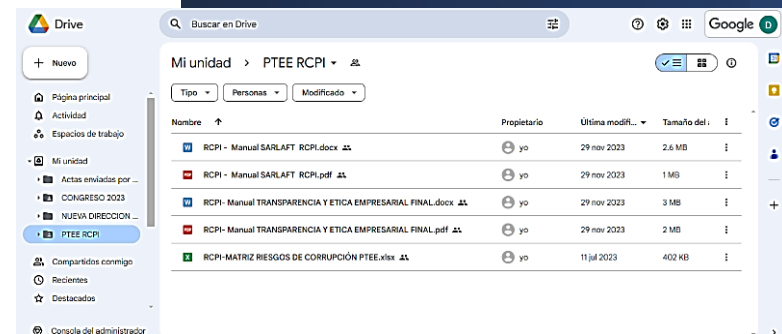 Drive
Buscar en Drive
Google
D
Nuevo
Mi unidad > PTEE RCPI
Tipo
Personas
Modificado
Página principal
Actividad
Espacios de trabajo
Mi unidad
Actas enviadas por ...
CONGRESO 2023
NUEVA DIRECCION ...
PTEE RCPI
Compartidos conmigo
Recientes
Destacados
Consola del administrador
Nombre Propietario Última modifi... Tamaño del
RCPI - Manual SARLAFT RCPI.docx yo 29 nov 2023 2.6 MB
RCPI - Manual SARLAFT RCPI.pdf yo 29 nov 2023 1 MB
RCPI- Manual TRANSPARENCIA Y ETICA EMPRESARIAL FINAL.docx yo 29 nov 2023 3 MB
RCPI- Manual TRANSPARENCIA Y ETICA EMPRESARIAL FINAL.pdf yo 29 nov 2023 2 MB
RCPI-MATRIZ RIESGOS DE CORRUPCIÓN PTEE.xlsx yo 11 jul 2023 402 KB